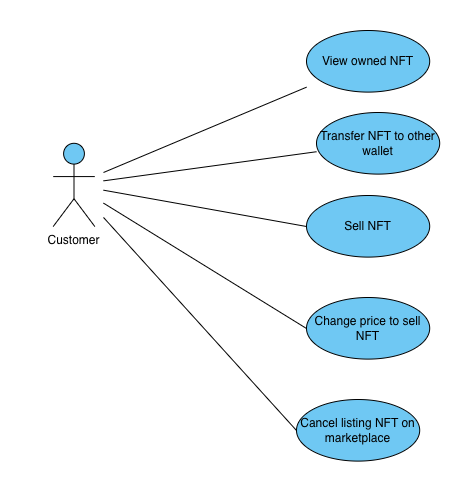 View owned NFT
Transfer NFT to other
wallet
Sell NFT
Customer
Change price to sell
NFT
Cancel listing NFT on
marketplace